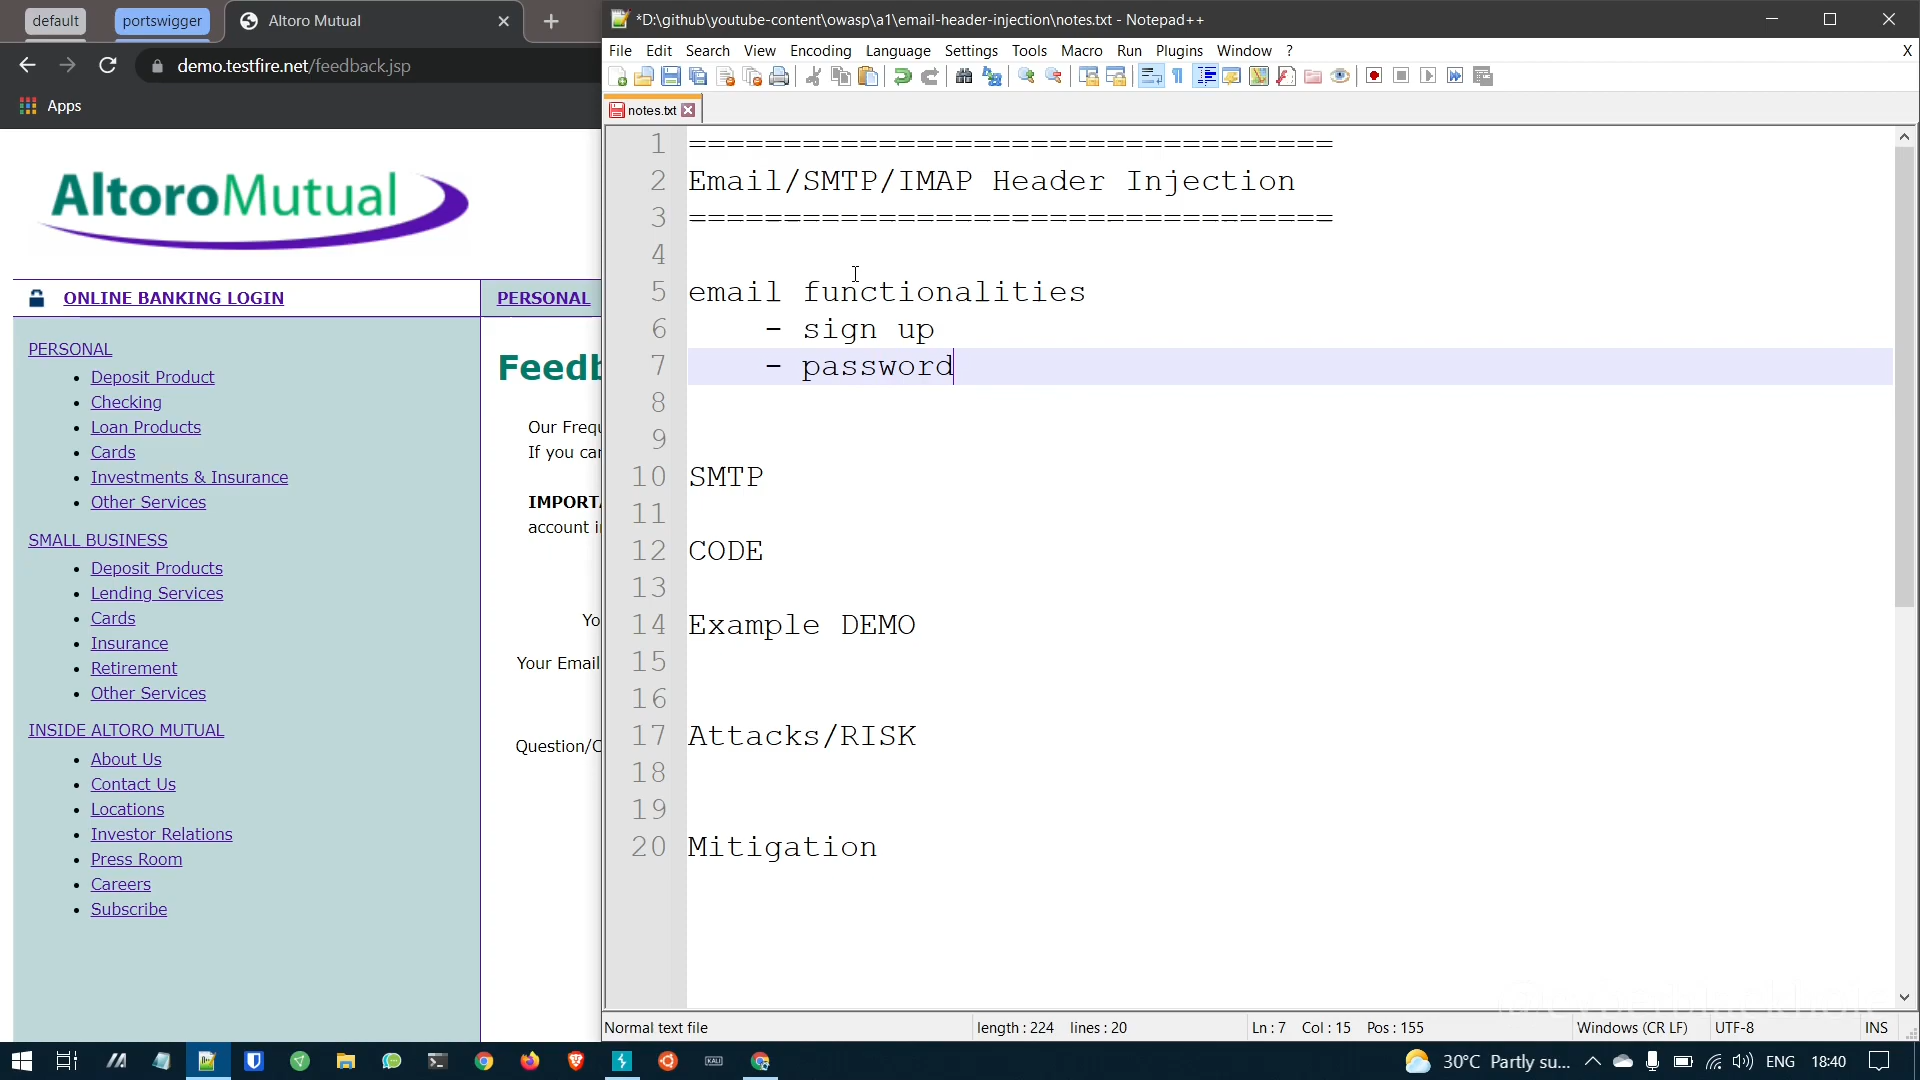 default
portswigger
Altoro Mutual
demo.testfire.net/feedback.jsp
Apps
AltoroMutual
ONLINE BANKING LOGIN
PERSONAL
PERSONAL
Deposit Product
Checking
Loan Products
Cards
Investments & Insurance
Other Services
SMALL BUSINESS
Deposit Products
Lending Services
Cards
Insurance
Retirement
Other Services
INSIDE ALTORO MUTUAL
About Us
Contact Us
Locations
Investor Relations
Press Room
Careers
Subscribe
Feedb
Our Frequ
If you can
IMPORTA
account i
Yo
Your Email
Question/C
*D:\github\youtube-content\owasp\a1\email-header-injection\notes.txt - Notepad++
File Edit Search View Encoding Language Settings Tools Macro Run Plugins Window ? X
notes.txt
1 ==================================
2 Email/SMTP/IMAP Header Injection
3 ==================================
4
5 email functionalities
6 - sign up
7 - password
8
9
10 SMTP
11
12 CODE
13
14 Example DEMO
15
16
17 Attacks/RISK
18
19
20 Mitigation
Normal text file length : 224 lines : 20 Ln : 7 Col : 15 Pos : 155 Windows (CR LF) UTF-8 INS
30°C Partly su... ENG 18:40